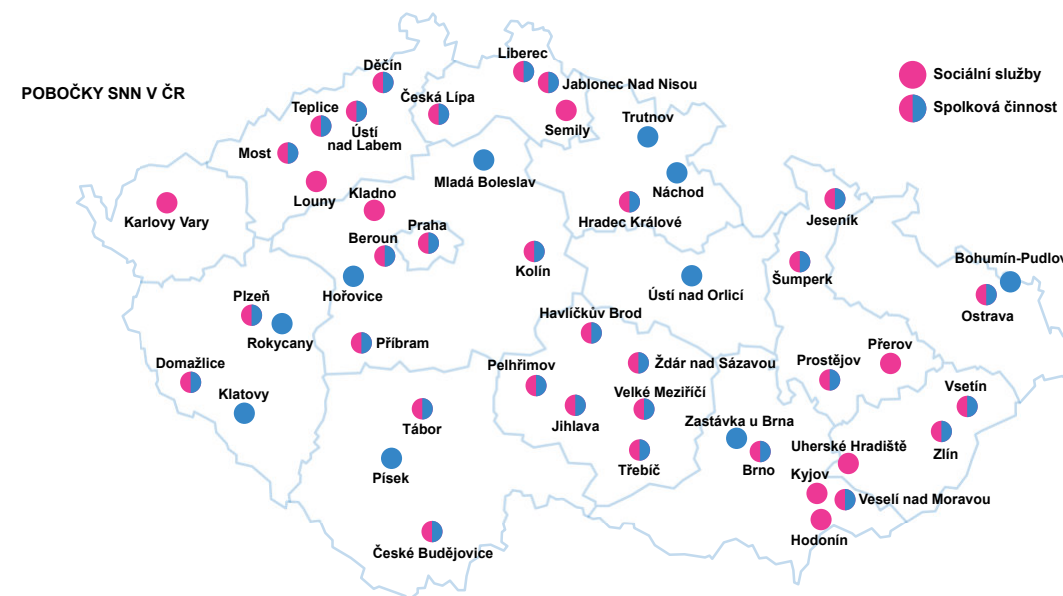 POBOČKY SNN V ČR
Sociální služby
Spolková činnost
Děčín
Liberec
Jablonec Nad Nisou
Teplice
Česká Lípa
Ústí
nad Labem
Semily
Trutnov
Most
Mladá Boleslav
Louny
Kladno
Náchod
Karlovy Vary
Hradec Králové
Jeseník
Beroun
Praha
Kolín
Hořovice
Ústí nad Orlicí
Šumperk
Bohumín-Pudlov
Ostrava
Plzeň
Rokycany
Havlíčkův Brod
Příbram
Přerov
Domažlice
Pelhřimov
Ždár nad Sázavou
Prostějov
Klatovy
Velké Meziříčí
Vsetín
Tábor
Jihlava
Zastávka u Brna
Uherské Hradiště
Zlín
Písek
Třebíč
Brno
Kyjov
Veselí nad Moravou
Hodonín
České Budějovice